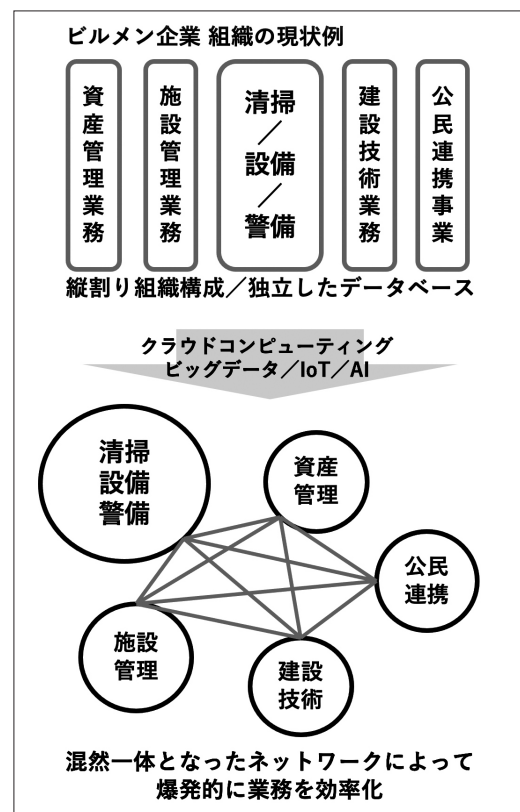 ビルメン企業 組織の現状例
資産管理業務
施設管理業務
清掃
／
設備
／
警備
建設技術業務
公民連携事業
縦割り組織構成／独立したデータベース
クラウドコンピューティング
ビッグデータ／IoT／AI
清掃
設備
警備
資産
管理
公民
連携
施設
管理
建設
技術
混然一体となったネットワークによって
爆発的に業務を効率化